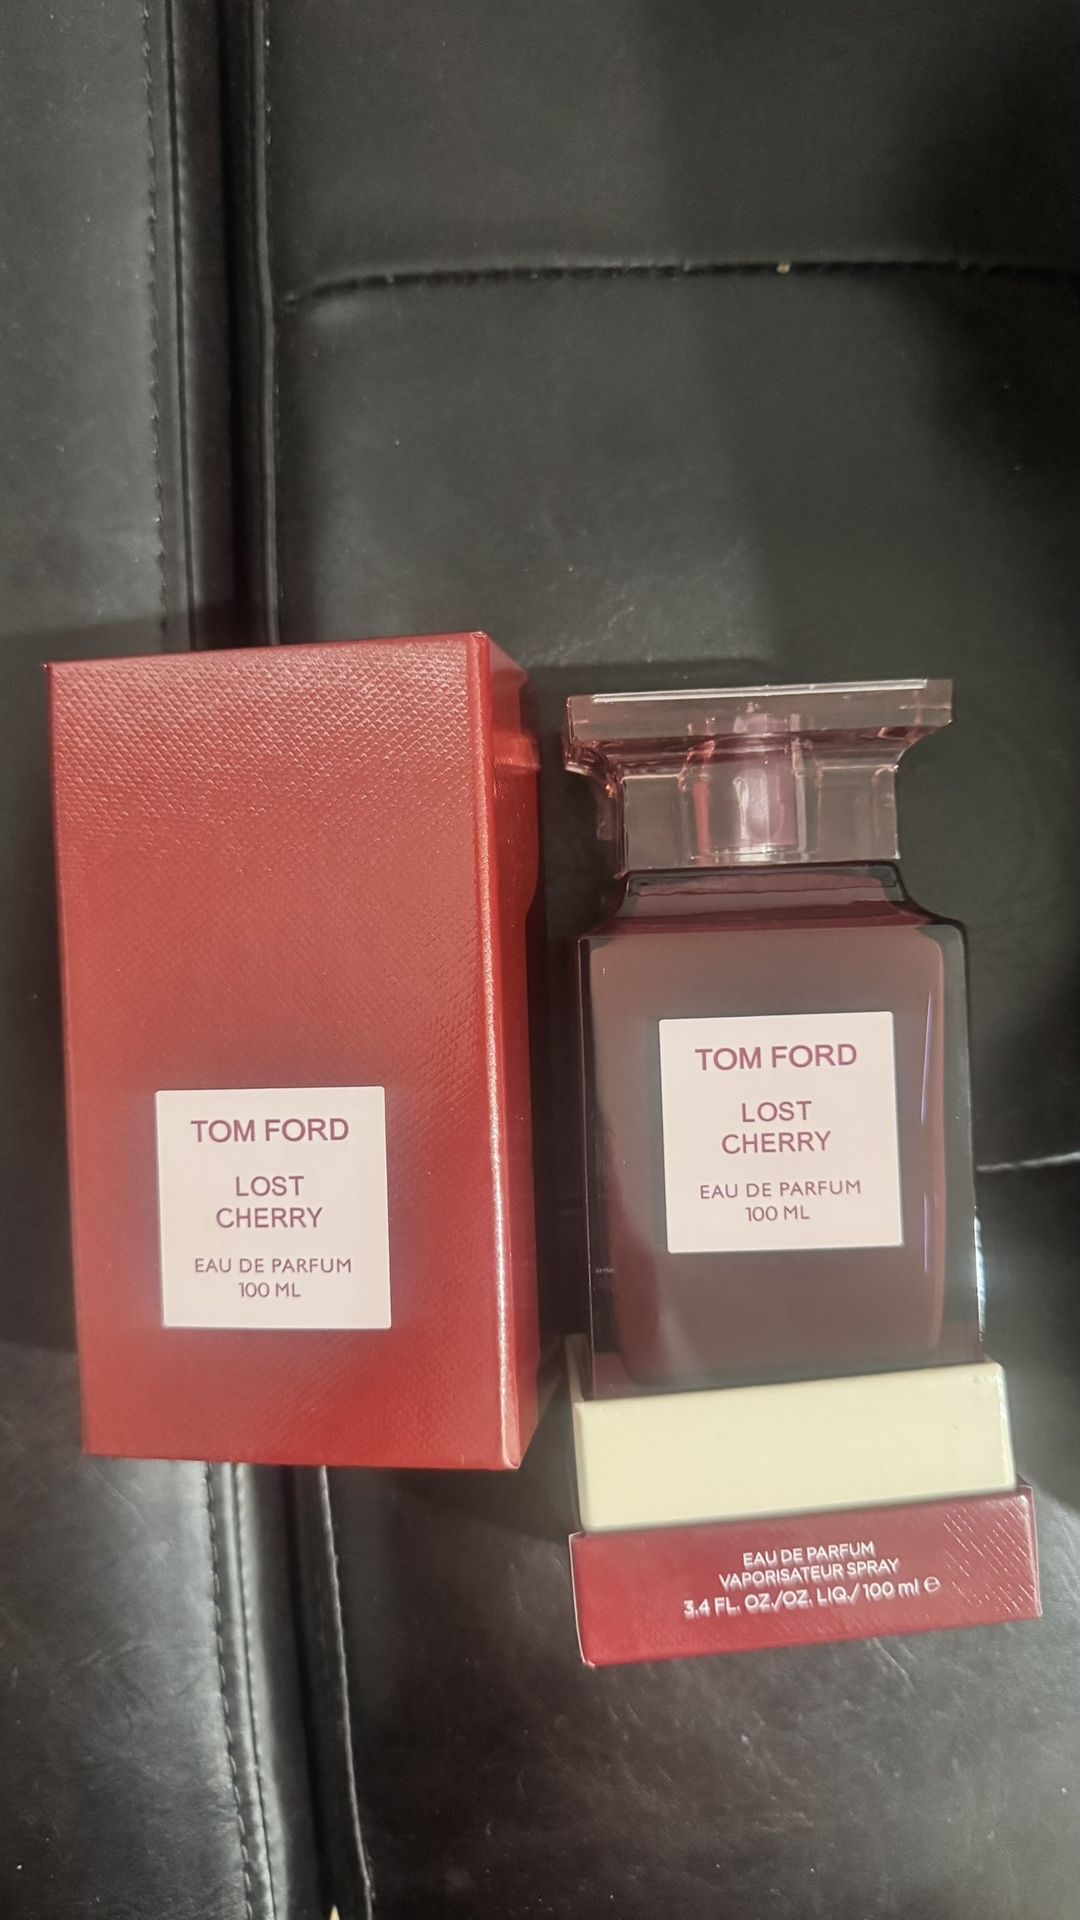 TOM FORD
LOST
CHERRY
EAU DE PARFUM
100 ML
TOM FORD
LOST
CHERRY
EAU DE PARFUM
100 ML
EAU DE PARFUM
VAPORISATEUR SPRAY
3.4 FL. OZ./OZ. LIQ./ 100 ml ℮